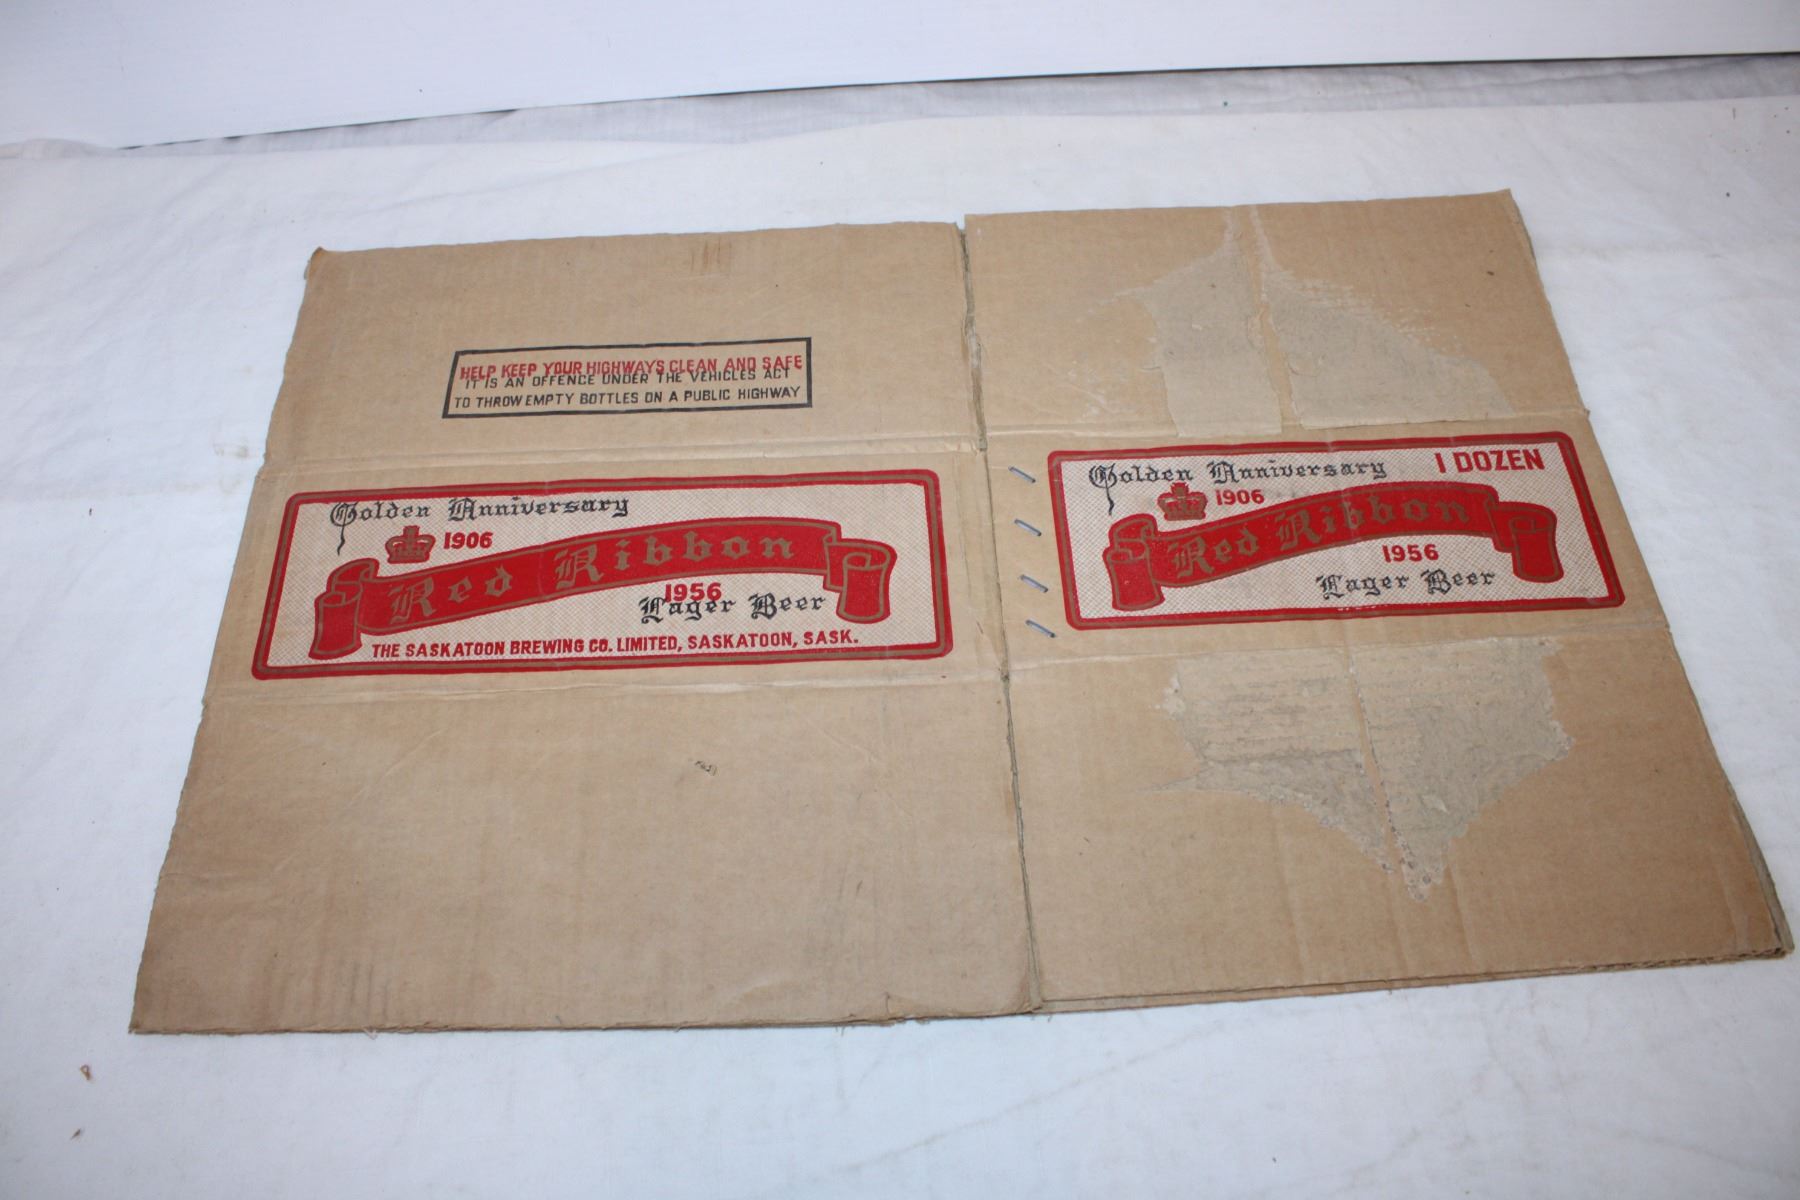 HELP KEEP YOUR HIGHWAYS CLEAN AND SAFE
IT IS AN OFFENCE UNDER THE VEHICLES ACT
TO THROW EMPTY BOTTLES ON A PUBLIC HIGHWAY
Golden Anniversary
1906
Red Ribbon
1956
Lager Beer
THE SASKATOON BREWING CO. LIMITED, SASKATOON, SASK.
Golden Anniversary 1 DOZEN
1906
Red Ribbon
1956
Lager Beer